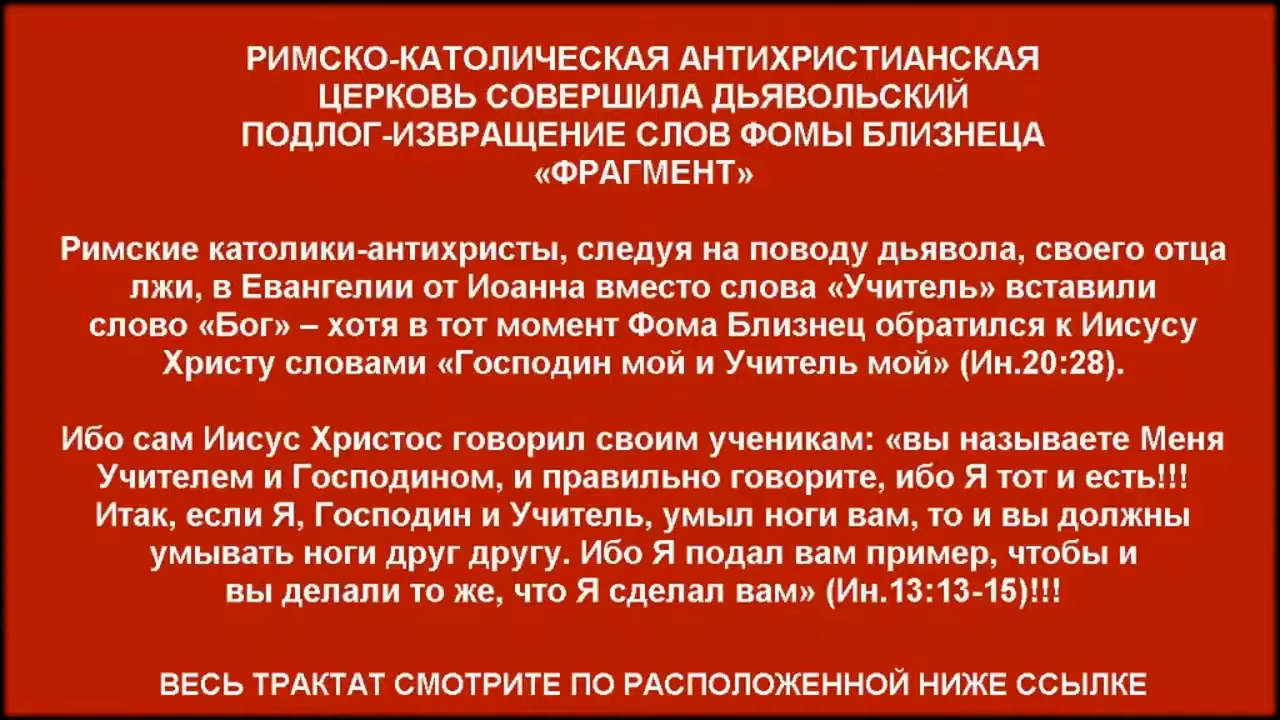 РИМСКО-КАТОЛИЧЕСКАЯ АНТИХРИСТИАНСКАЯ
ЦЕРКОВЬ СОВЕРШИЛА ДЬЯВОЛЬСКИЙ
ПОДЛОГ-ИЗВРАЩЕНИЕ СЛОВ ФОМЫ БЛИЗНЕЦА
«ФРАГМЕНТ»
Римские католики-антихристы, следуя на поводу дьявола, своего отца
лжи, в Евангелии от Иоанна вместо слова «Учитель» вставили
слово «Бог» – хотя в тот момент Фома Близнец обратился к Иисусу
Христу словами «Господин мой и Учитель мой» (Ин.20:28).
Ибо сам Иисус Христос говорил своим ученикам: «вы называете Меня
Учителем и Господином, и правильно говорите, ибо Я тот и есть!!!
Итак, если Я, Господин и Учитель, умыл ноги вам, то и вы должны
умывать ноги друг другу. Ибо Я подал вам пример, чтобы и
вы делали то же, что Я сделал вам» (Ин.13:13-15)!!!
ВЕСЬ ТРАКТАТ СМОТРИТЕ ПО РАСПОЛОЖЕННОЙ НИЖЕ ССЫЛКЕ